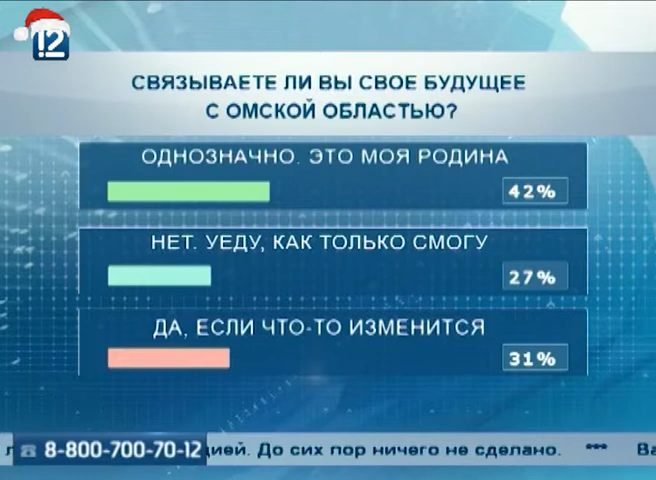 12
СВЯЗЫВАЕТЕ ЛИ ВЫ СВОЕ БУДУЩЕЕ
С ОМСКОЙ ОБЛАСТЬЮ?
ОДНОЗНАЧНО. ЭТО МОЯ РОДИНА
42%
НЕТ. УЕДУ, КАК ТОЛЬКО СМОГУ
27%
ДА, ЕСЛИ ЧТО-ТО ИЗМЕНИТСЯ
31%
8-800-700-70-12 До сих пор ничего не сделано. ***